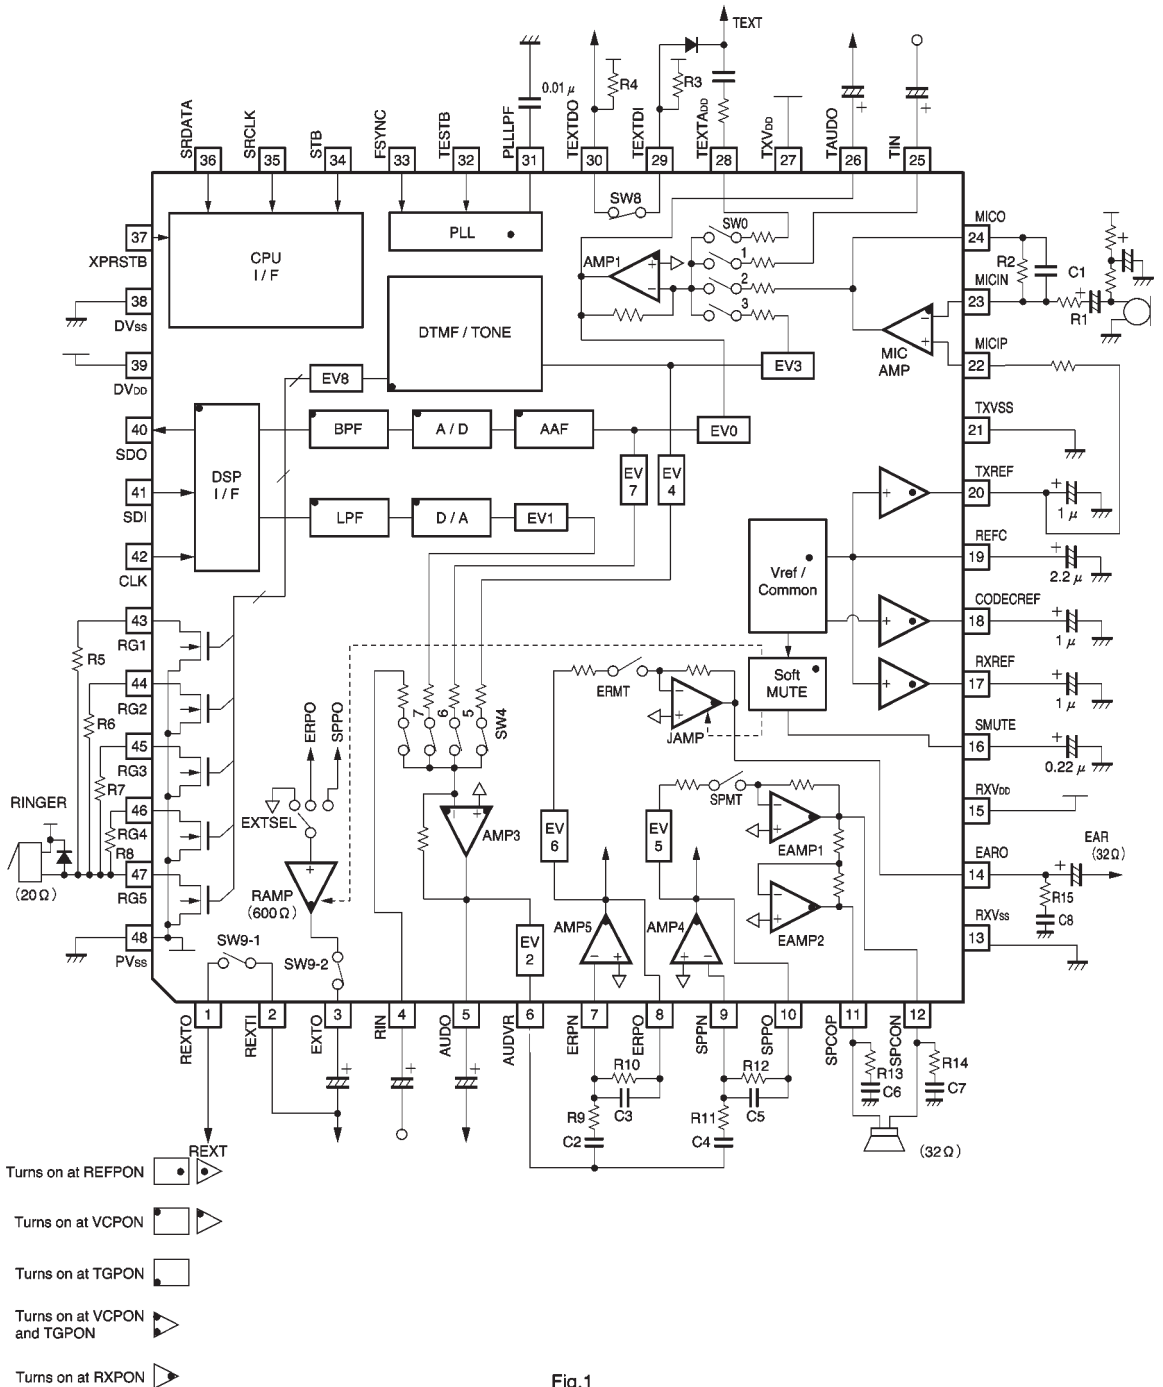 TEXT
0.01 μ
R4
R3
SRDATA
SRCLK
STB
FSYNC
TESTB
PLLLPF
TEXTDO
TEXTDI
TEXTADD
TXVDD
TAUDO
TIN
36
35
34
33
32
31
30
29
28
27
26
25
SW8
SW0
1
2
3
AMP1
CPU
I / F
PLL
DTMF / TONE
37
XPRSTB
38
DVSS
39
DVDD
40
SDO
41
SDI
42
CLK
MICO
24
MICIN
23
MICIP
22
R2
C1
R1
MIC
AMP
TXVSS
21
TXREF
20
1 μ
REFC
19
2.2 μ
CODECREF
18
1 μ
RXREF
17
1 μ
SMUTE
16
0.22 μ
RXVDD
15
EARO
14
EAR
(32Ω)
R15
C8
RXVSS
13
EV8
EV3
EV0
DSP
I / F
BPF
A / D
AAF
EV
7
EV
4
LPF
D / A
EV1
Vref /
Common
Soft
MUTE
43
RG1
44
RG2
45
RG3
46
RG4
47
RG5
48
PVSS
R5
R6
R7
R8
RINGER
(20Ω)
ERPO
SPPO
EXTSEL
RAMP
(600Ω)
SW9-1
SW9-2
7
6
5
SW4
AMP3
ERMT
JAMP
SPMT
EV
6
EV
5
EAMP1
EAMP2
AMP5
AMP4
EV
2
1
2
3
4
5
6
7
8
9
10
11
12
REXTO
REXTI
EXTO
RIN
AUDO
AUDVR
ERPN
ERPO
SPPN
SPPO
SPCOP
SPCON
R10
C3
R9
C2
R12
C5
R11
C4
R13
C6
R14
C7
(32Ω)
REXT
Turns on at REFPON
Turns on at VCPON
Turns on at TGPON
Turns on at VCPON
and TGPON
Turns on at RXPON
Fig.1